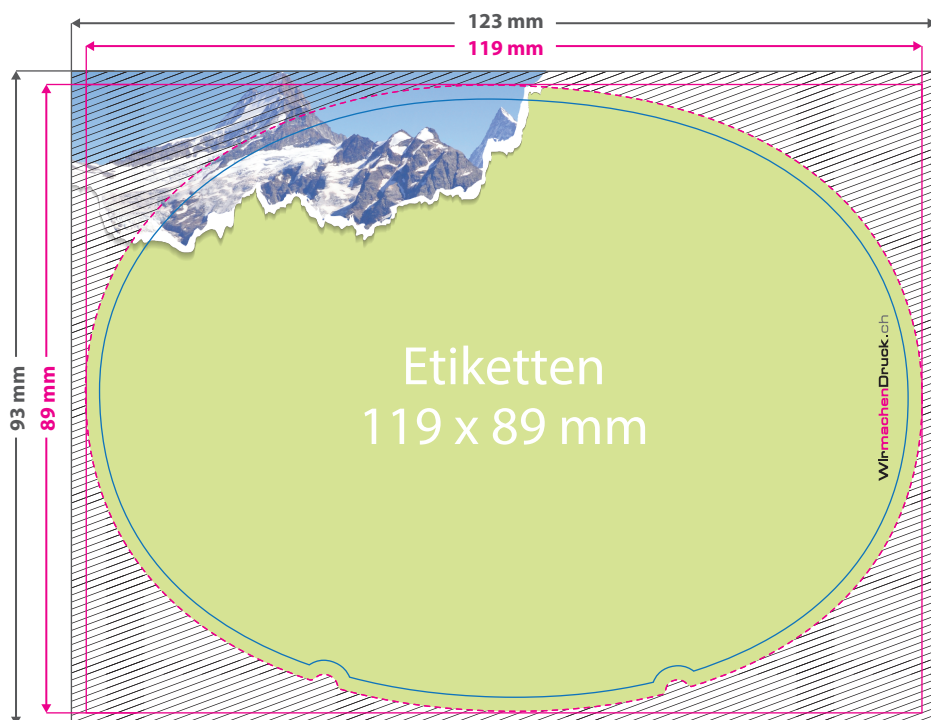 123 mm
119 mm
93 mm
89 mm
Etiketten
119 x 89 mm
WirmachenDruck.ch